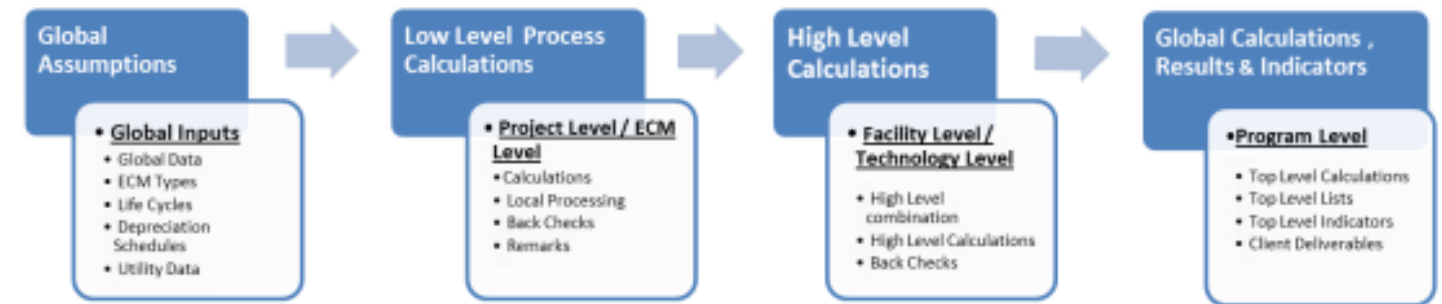 Global
Assumptions
• Global Inputs
• Global Data
• ECM Types
• Life Cycles
• Depreciation
Schedules
• Utility Data
Low Level Process
Calculations
• Project Level / ECM
Level
•Calculations
• Local Processing
• Back Checks
• Remarks
High Level
Calculations
• Facility Level /
Technology Level
• High Level
combination
• High Level Calculations
• Back Checks
Global Calculations ,
Results & Indicators
•Program Level
• Top Level Calculations
• Top Level Lists
• Top Level Indicators
• Client Deliverables